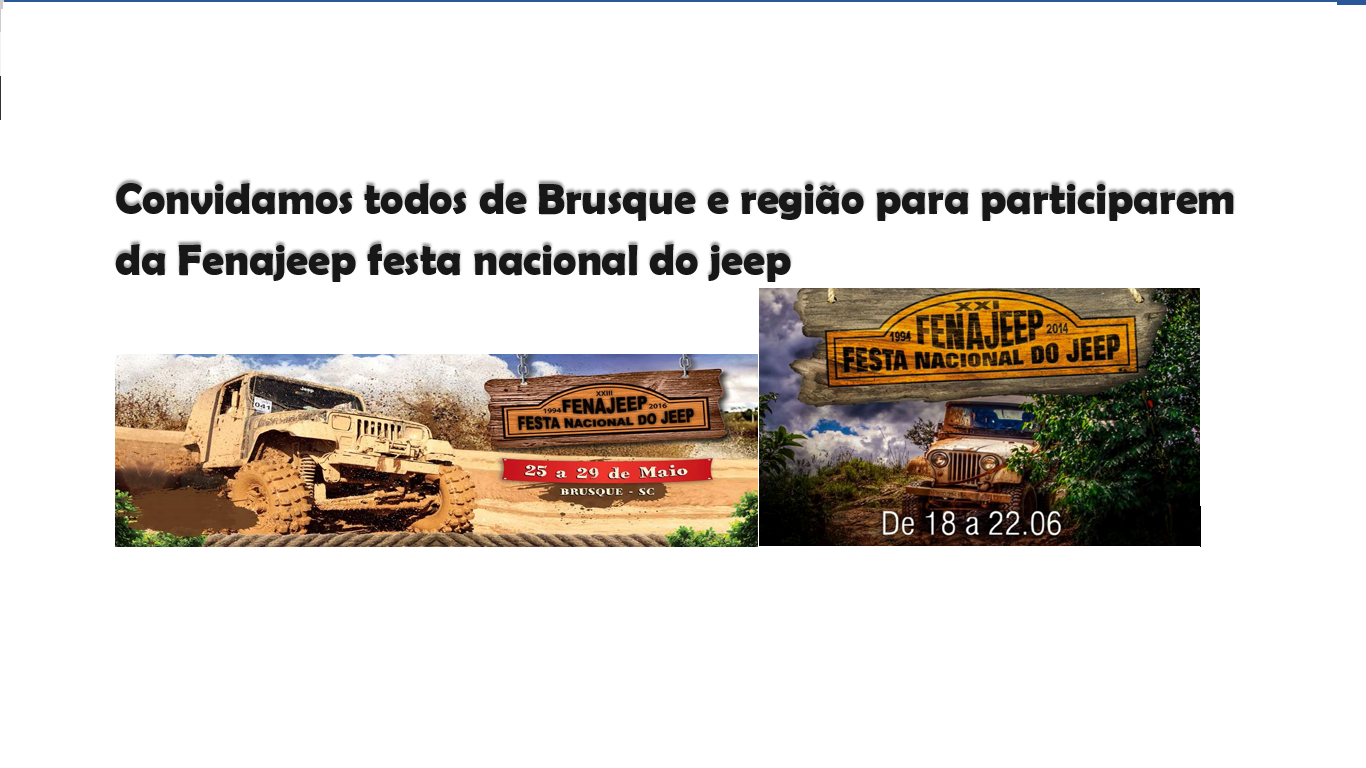 Convidamos todos de Brusque e região para participarem
da Fenajeep festa nacional do jeep
XXI
1994 FENAJEEP 2014
FESTA NACIONAL DO JEEP
De 18 a 22.06
041
XXIII
1994 FENAJEEP 2016
FESTA NACIONAL DO JEEP
25 a 29 de Maio
BRUSQUE - SC